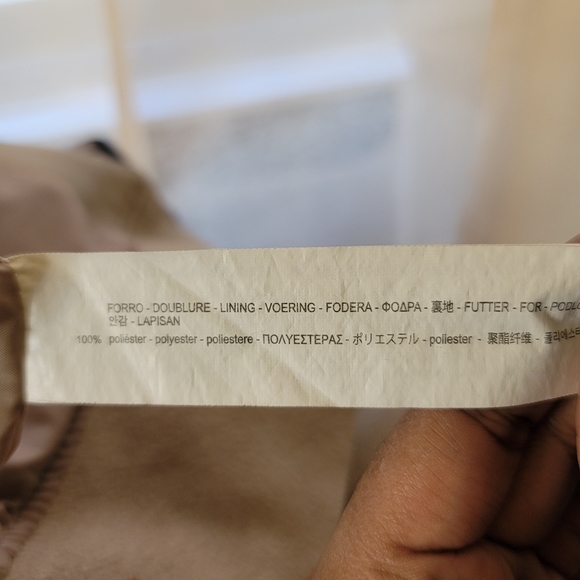 FORRO - DOUBLURE - LINING - VOERING - FODERA - ΦΟΔΡΑ - 裏地 - FUTTER - FOR -
안감 - LAPISAN
100% poliéster - polyester - poliestere - ΠΟΛΥΕΣΤΕΡΑΣ - ポリエステル - poliester - 聚酯纤维 -